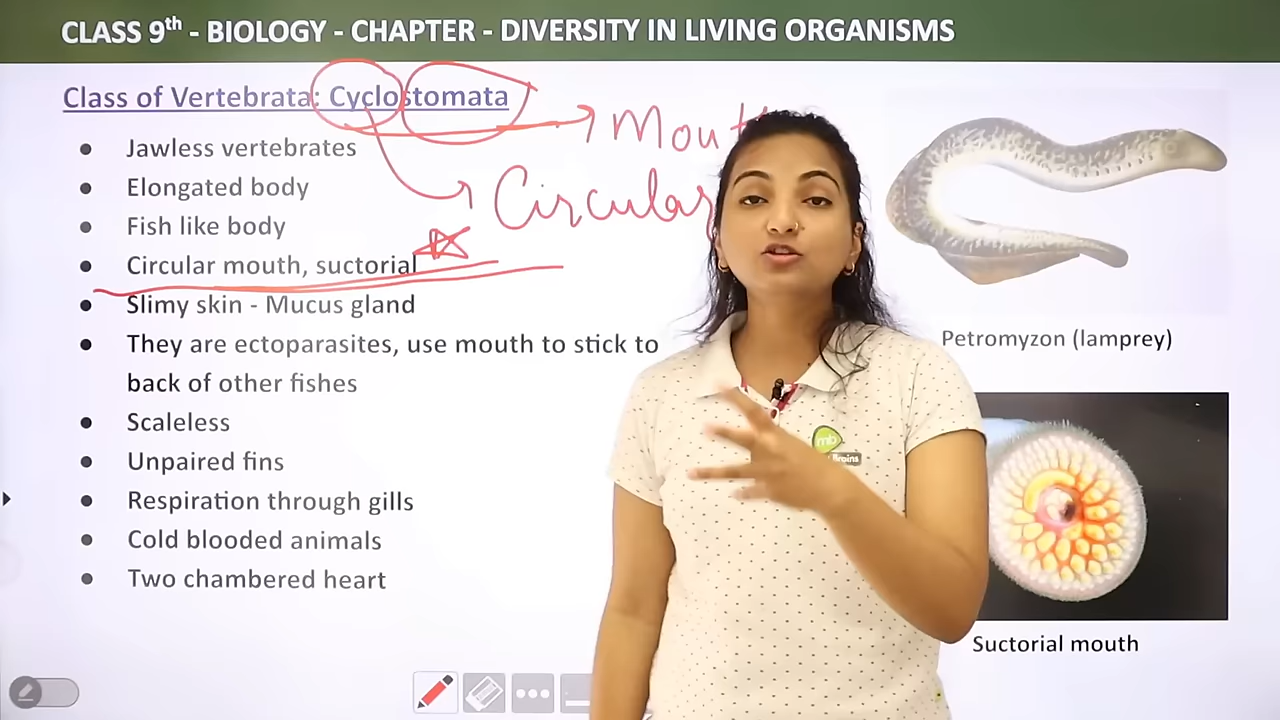 CLASS 9th - BIOLOGY - CHAPTER - DIVERSITY IN LIVING ORGANISMS
Class of Vertebrata: Cyclostomata
Mout
Circular
• Jawless vertebrates
• Elongated body
• Fish like body
• Circular mouth, suctorial
• Slimy skin - Mucus gland
• They are ectoparasites, use mouth to stick to
back of other fishes
• Scaleless
• Unpaired fins
• Respiration through gills
• Cold blooded animals
• Two chambered heart
Petromyzon (lamprey)
Suctorial mouth
mb
Brains